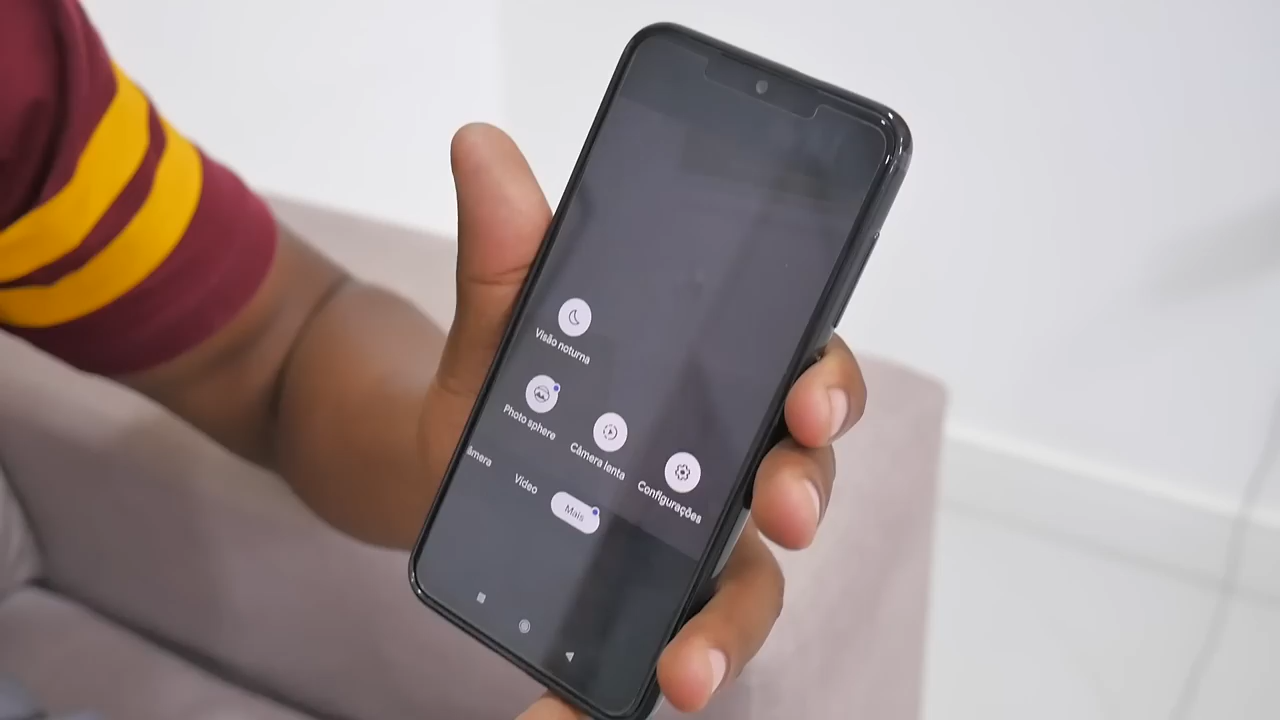 Visão noturna
Photo sphere
Câmera lenta
Configurações
âmera
Vídeo
Mais